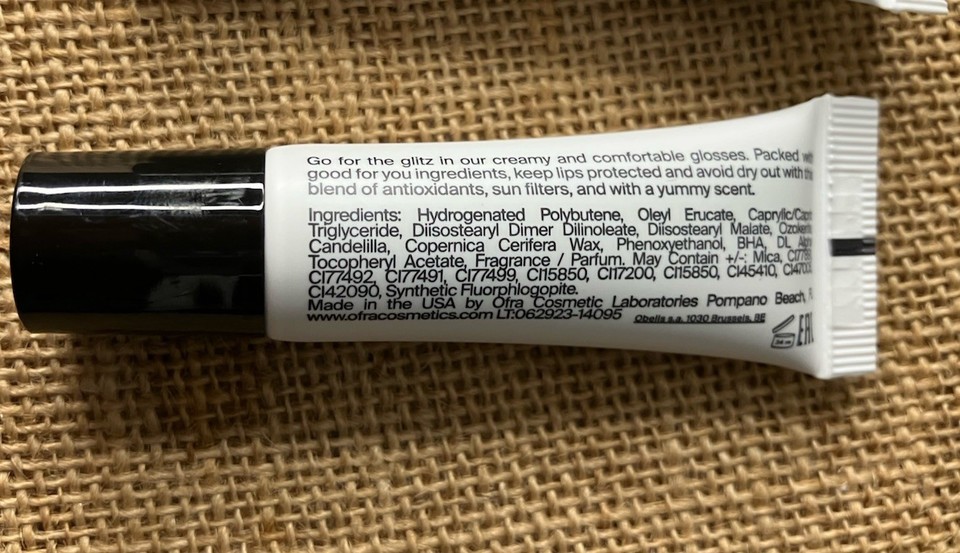 Go for the glitz in our creamy and comfortable glosses. Packed
good for you ingredients, keep lips protected and avoid dry out with
blend of antioxidants, sun filters, and with a yummy scent.
Ingredients: Hydrogenated Polybutene, Oleyl Erucate, Caprylic/Capric
Triglyceride, Diisostearyl Dimer Dilinoleate, Diisostearyl Malate, Ozokerite
Candelilla, Copernica Cerifera Wax, Phenoxyethanol, BHA, DL Alph
Tocopheryl Acetate, Fragrance / Parfum. May Contain +/-: Mica,
CI77492, CI77491, CI77499, CI15850, CI17200, CI15850, CI45410,
CI42090, Synthetic Fluorphlogopite.
Made in the USA by Ofra Cosmetic Laboratories Pompano Beach,
www.ofracosmetics.com LT:062923-14095 Obelis s.a. 1030 Brussels, BE